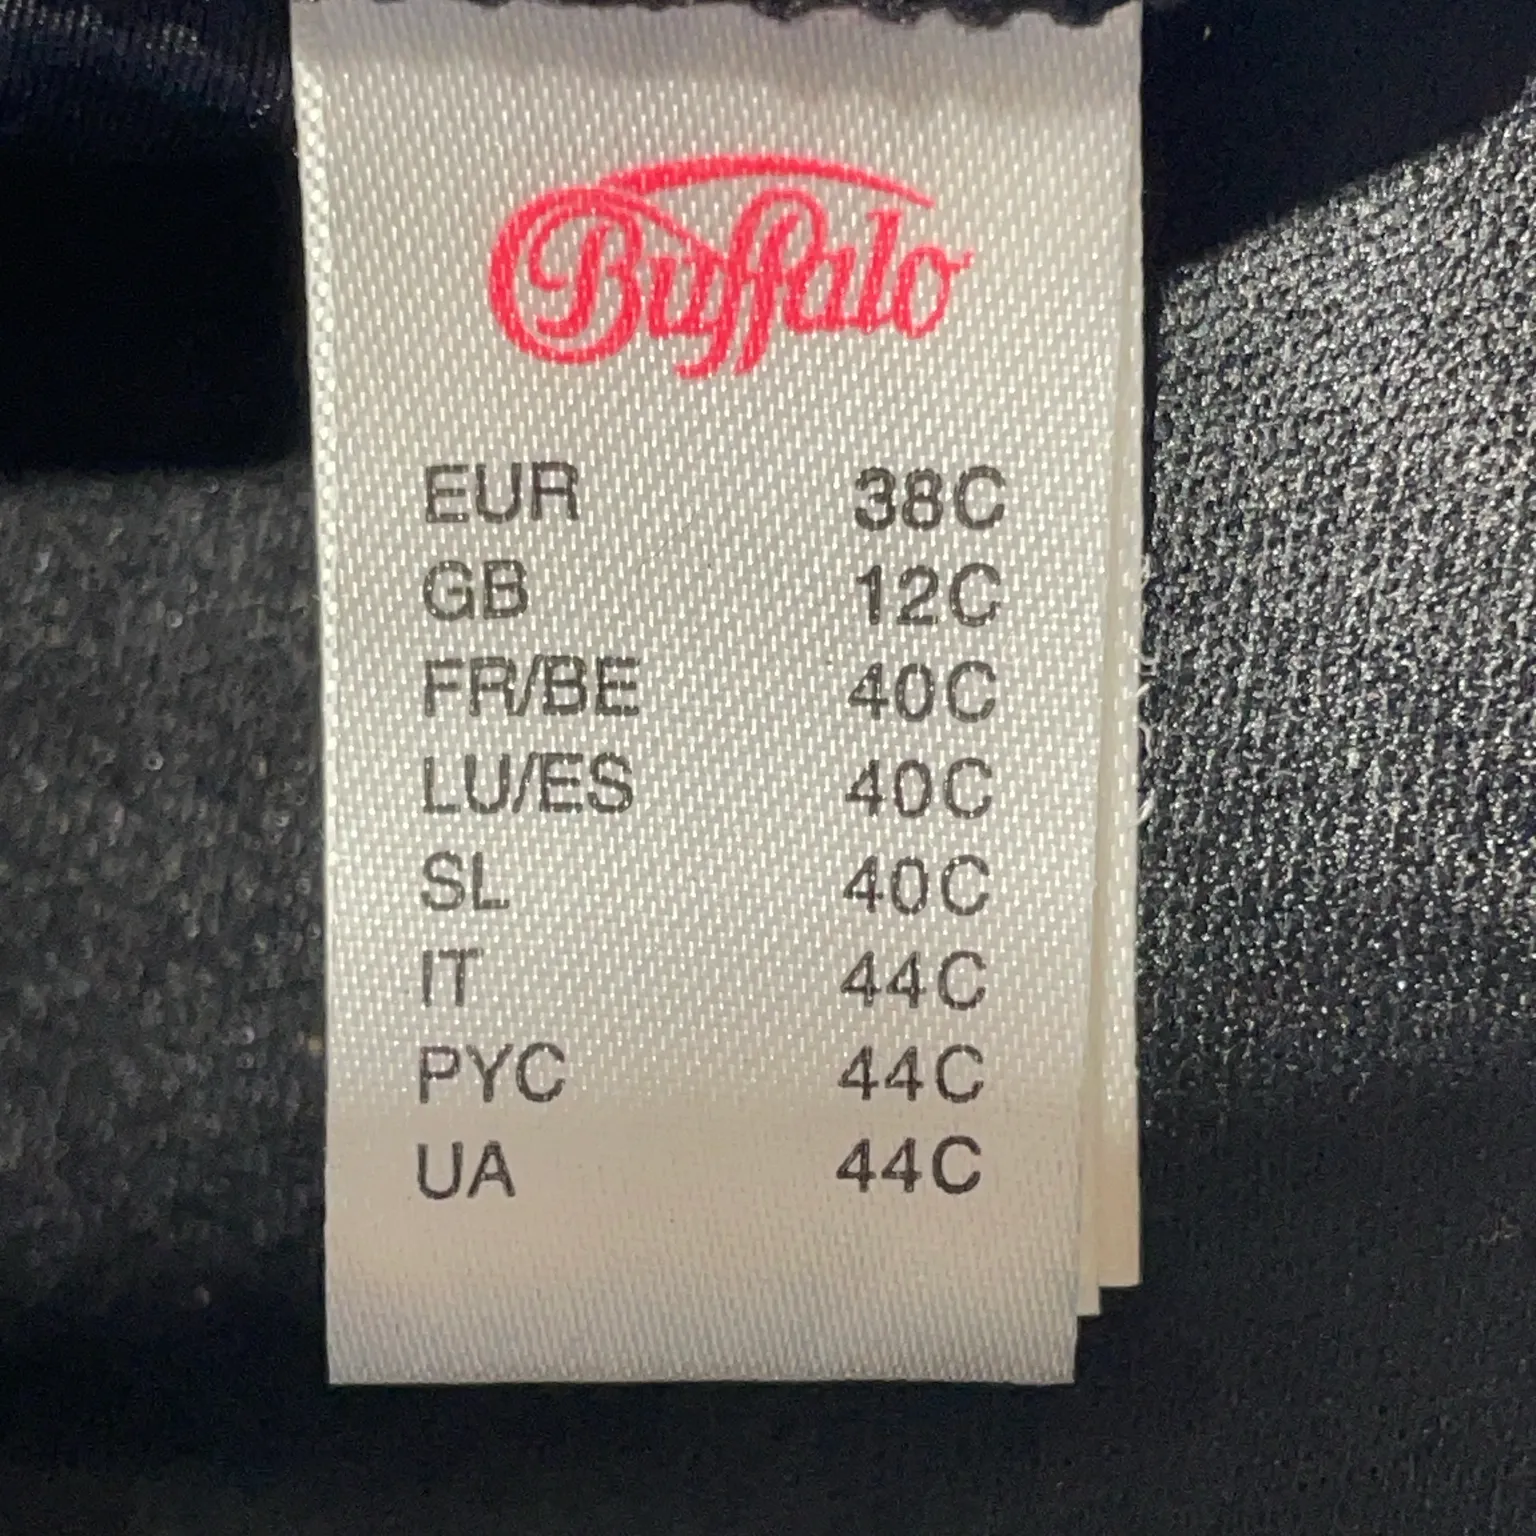 Buffalo
EUR 38C
GB 12C
FR/BE 40C
LU/ES 40C
SL 40C
IT 44C
PYC 44C
UA 44C